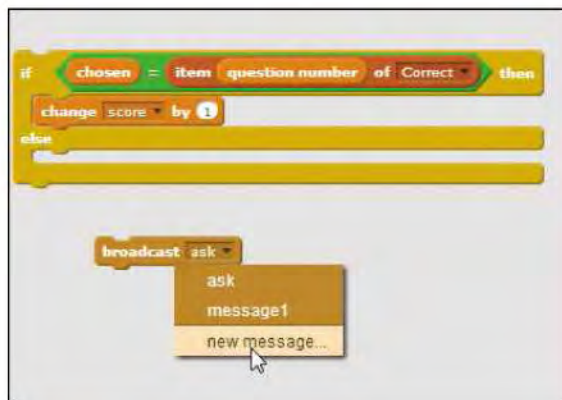 if chosen = item question number of Correct then
change score by 1
else
broadcast ask
ask
message1
new message...